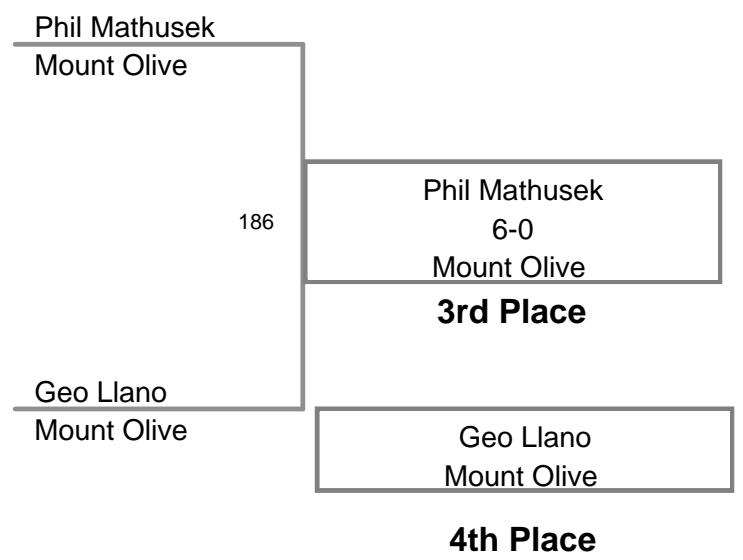 Phil Mathusek
Mount Olive
186
Phil Mathusek
6-0
Mount Olive
3rd Place
Geo Llano
Mount Olive
Geo Llano
Mount Olive
4th Place